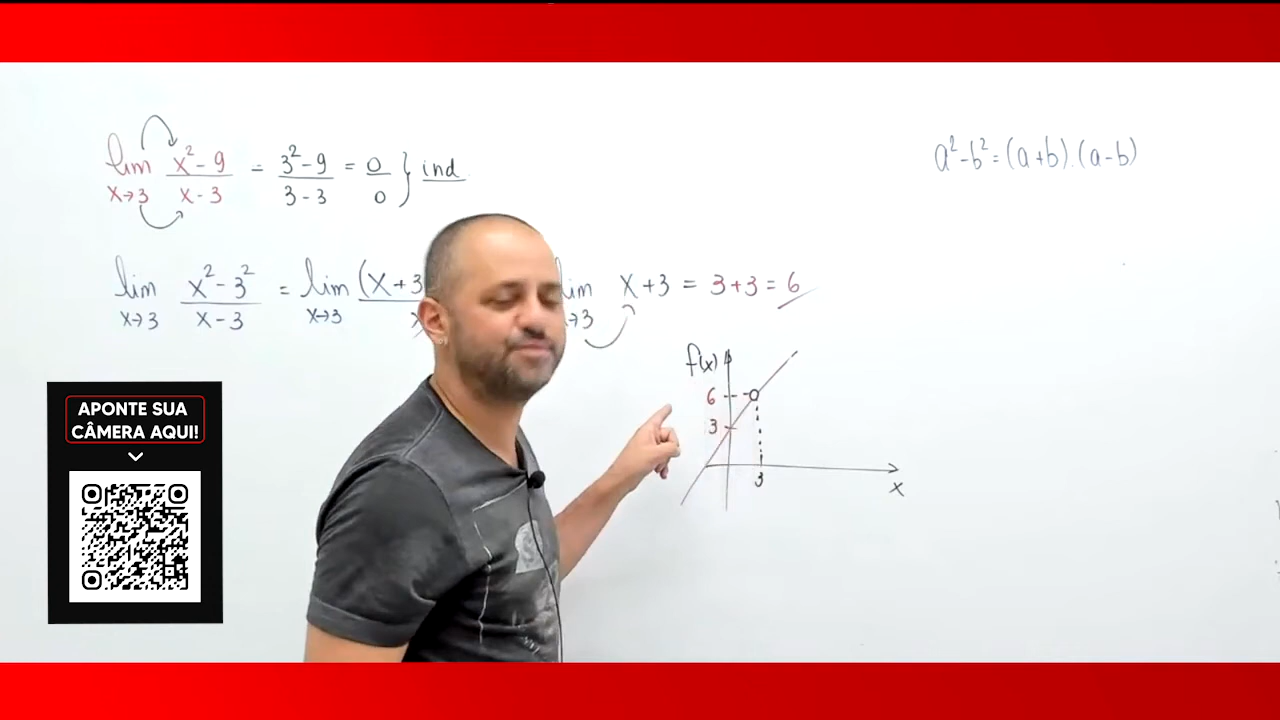 lim x→3 (x² - 9)/(x - 3) = (3² - 9)/(3 - 3) = 0/0 } ind
a² - b² = (a + b) . (a - b)
lim x→3 (x² - 3²)/(x - 3) = lim x→3 (x + 3
lim x + 3 = 3 + 3 = 6
→3
f(x)
6
3
3
x
APONTE SUA
CÂMERA AQUI!